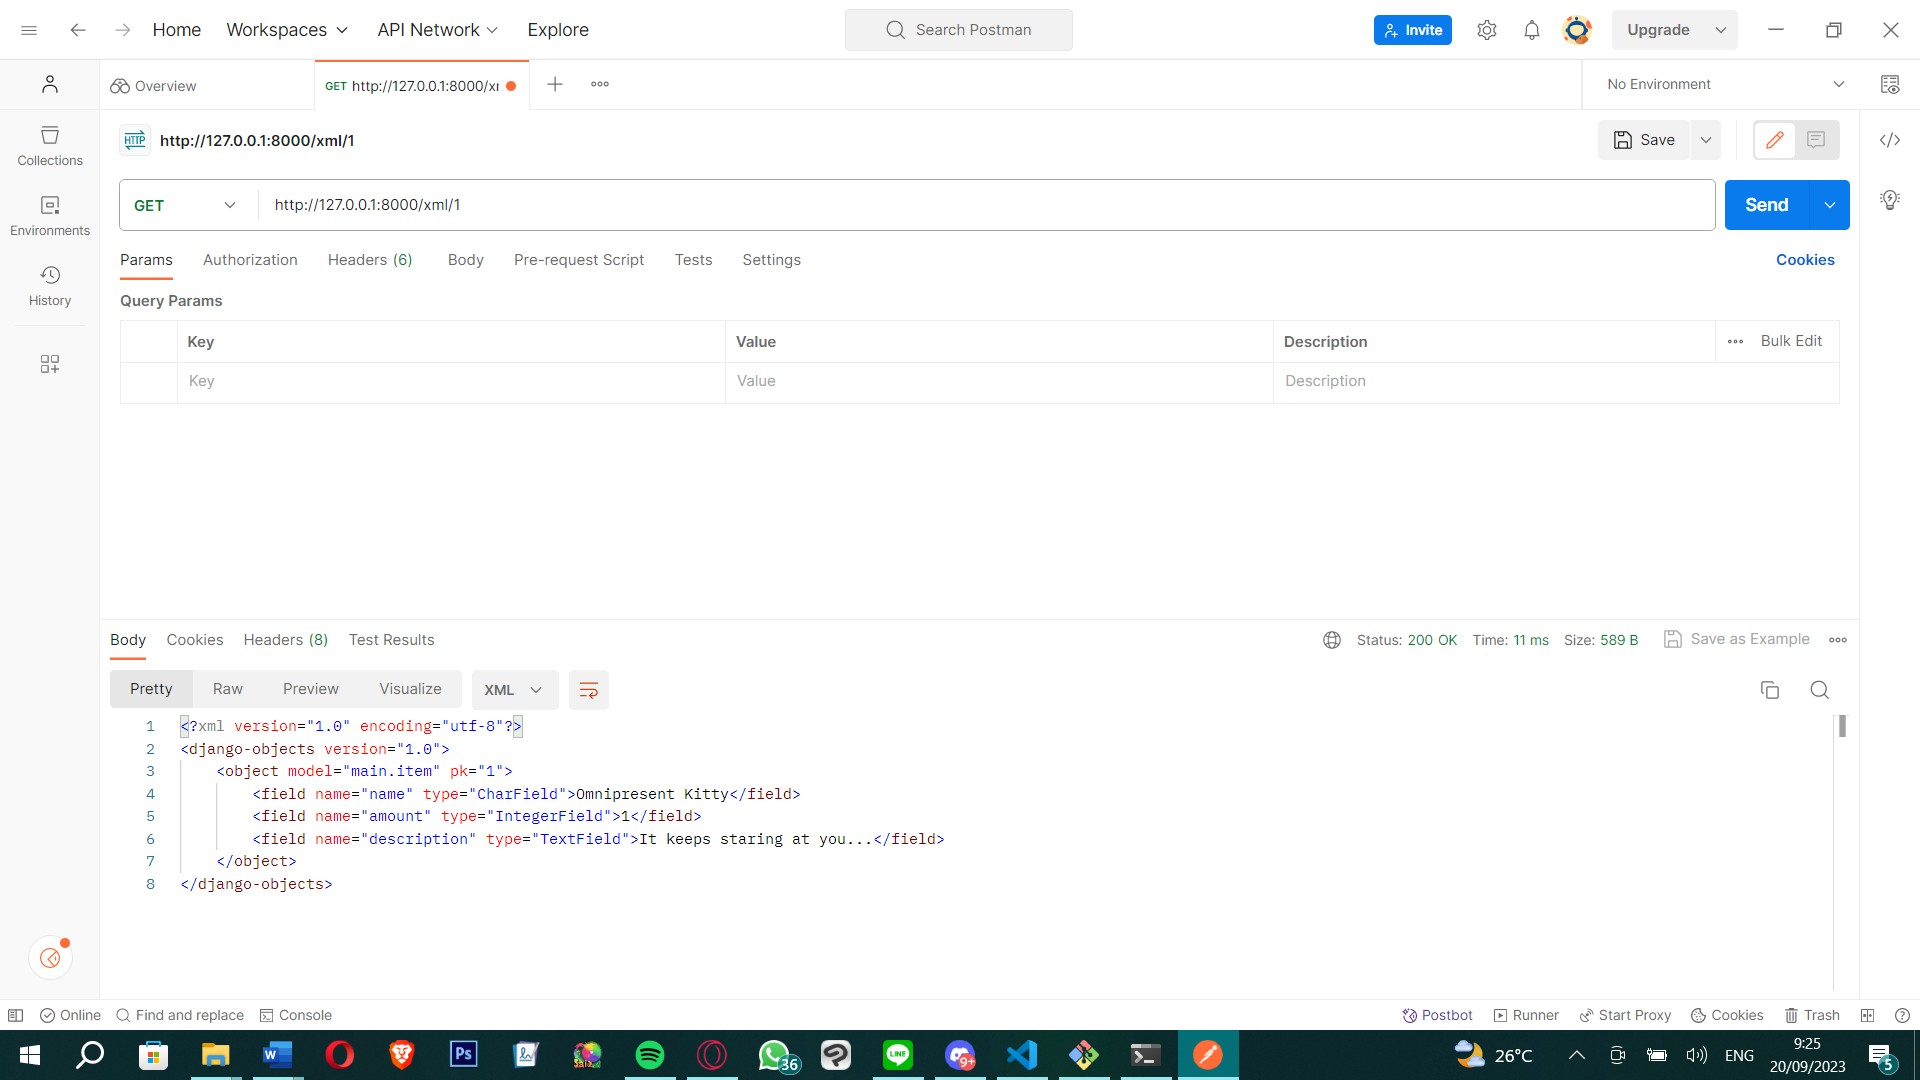 Home Workspaces API Network Explore Search Postman Invite Upgrade
Overview GET http://127.0.0.1:8000/x No Environment
HTTP http://127.0.0.1:8000/xml/1 Save
Collections
GET http://127.0.0.1:8000/xml/1 Send
Environments
Params Authorization Headers (6) Body Pre-request Script Tests Settings Cookies
History
Query Params
Key Value Description Bulk Edit
Key Value Description
Body Cookies Headers (8) Test Results Status: 200 OK Time: 11 ms Size: 589 B Save as Example
Pretty Raw Preview Visualize XML
1 <?xml version="1.0" encoding="utf-8"?>
2 <django-objects version="1.0">
3 <object model="main.item" pk="1">
4 <field name="name" type="CharField">Omnipresent Kitty</field>
5 <field name="amount" type="IntegerField">1</field>
6 <field name="description" type="TextField">It keeps staring at you...</field>
7 </object>
8 </django-objects>
Online Find and replace Console Postbot Runner Start Proxy Cookies Trash
W Ps 36 LINE 9+ 26°C ENG 9:25
20/09/2023 5